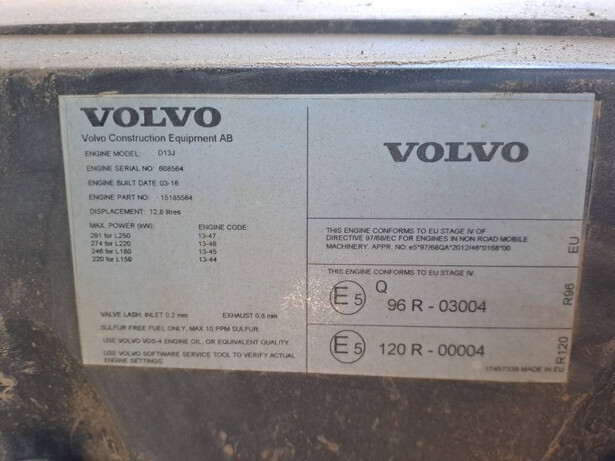 VOLVO
Volvo Construction Equipment AB
ENGINE MODEL: D13J
ENGINE SERIAL NO: 608564
ENGINE BUILT DATE: 03-16
ENGINE PART NO: 15185564
DISPLACEMENT: 12,8 litres
MAX. POWER (kW): ENGINE CODE:
291 for L250 13-47
274 for L220 13-46
246 for L180 13-45
220 for L150 13-44
VALVE LASH: INLET 0,2 mm EXHAUST 0,6 mm
SULFUR FREE FUEL ONLY, MAX 10 PPM SULFUR.
USE VOLVO VDS-4 ENGINE OIL, OR EQUIVALENT QUALITY.
USE VOLVO SOFTWARE SERVICE TOOL TO VERIFY ACTUAL
ENGINE SETTINGS.
VOLVO
THIS ENGINE CONFORMS TO EU STAGE IV OF
DIRECTIVE 97/68/EC FOR ENGINES IN NON ROAD MOBILE
MACHINERY. APPR. NO: e5*97/68QA*2012/46*0168*00
EU
THIS ENGINE CONFORMS TO EU STAGE IV.
E5 Q
96 R - 03004
R96
E5 120 R - 00004
R120
MADE IN EU